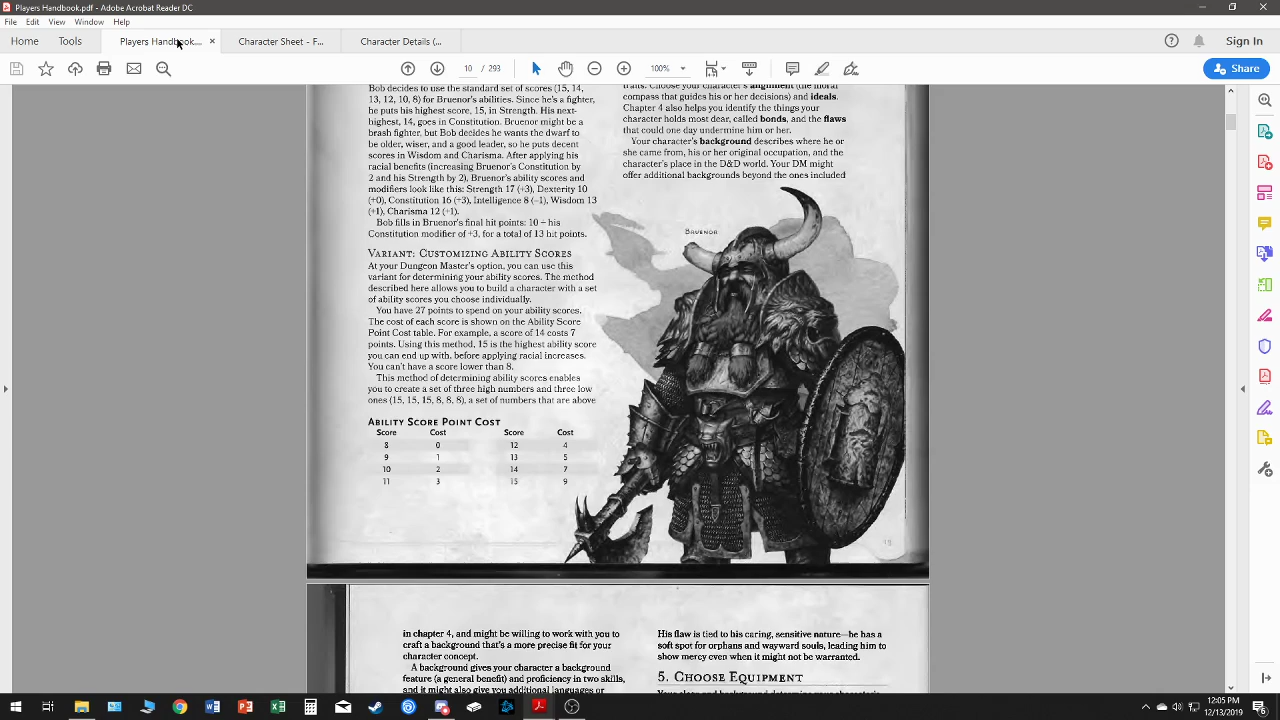 Players Handbook.pdf - Adobe Acrobat Reader DC
File Edit View Window Help
Home Tools Players Handbook.... × Character Sheet - F... Character Details (...
Sign In
10 / 293
100%
Share
Bob decides to use the standard set of scores (15, 14,
13, 12, 10, 8) for Bruenor's abilities. Since he's a fighter,
he puts his highest score, 15, in Strength. His next-
highest, 14, goes in Constitution. Bruenor might be a
brash fighter, but Bob decides he wants the dwarf to
be older, wiser, and a good leader, so he puts decent
scores in Wisdom and Charisma. After applying his
racial benefits (increasing Bruenor's Constitution by
2 and his Strength by 2), Bruenor's ability scores and
modifiers look like this: Strength 17 (+3), Dexterity 10
(+0), Constitution 16 (+3), Intelligence 8 (–1), Wisdom 13
(+1), Charisma 12 (+1).
Bob fills in Bruenor's final hit points: 10 + his
Constitution modifier of +3, for a total of 13 hit points.
Variant: Customizing Ability Scores
At your Dungeon Master's option, you can use this
variant for determining your ability scores. The method
described here allows you to build a character with a set
of ability scores you choose individually.
You have 27 points to spend on your ability scores.
The cost of each score is shown on the Ability Score
Point Cost table. For example, a score of 14 costs 7
points. Using this method, 15 is the highest ability score
you can end up with, before applying racial increases.
You can't have a score lower than 8.
This method of determining ability scores enables
you to create a set of three high numbers and three low
ones (15, 15, 15, 8, 8, 8), a set of numbers that are above
Ability Score Point Cost
Score Cost Score Cost
8 0 12 4
9 1 13 5
10 2 14 7
11 3 15 9
traits. Choose your character's alignment (the moral
compass that guides his or her decisions) and ideals.
Chapter 4 also helps you identify the things your
character holds most dear, called bonds, and the flaws
that could one day undermine him or her.
Your character's background describes where he or
she came from, his or her original occupation, and the
character's place in the D&D world. Your DM might
offer additional backgrounds beyond the ones included
Bruenor
in chapter 4, and might be willing to work with you to
craft a background that's a more precise fit for your
character concept.
A background gives your character a background
feature (a general benefit) and proficiency in two skills,
and it might also give you additional languages or
His flaw is tied to his caring, sensitive nature—he has a
soft spot for orphans and wayward souls, leading him to
show mercy even when it might not be warranted.
5. Choose Equipment
12:05 PM
12/13/2019